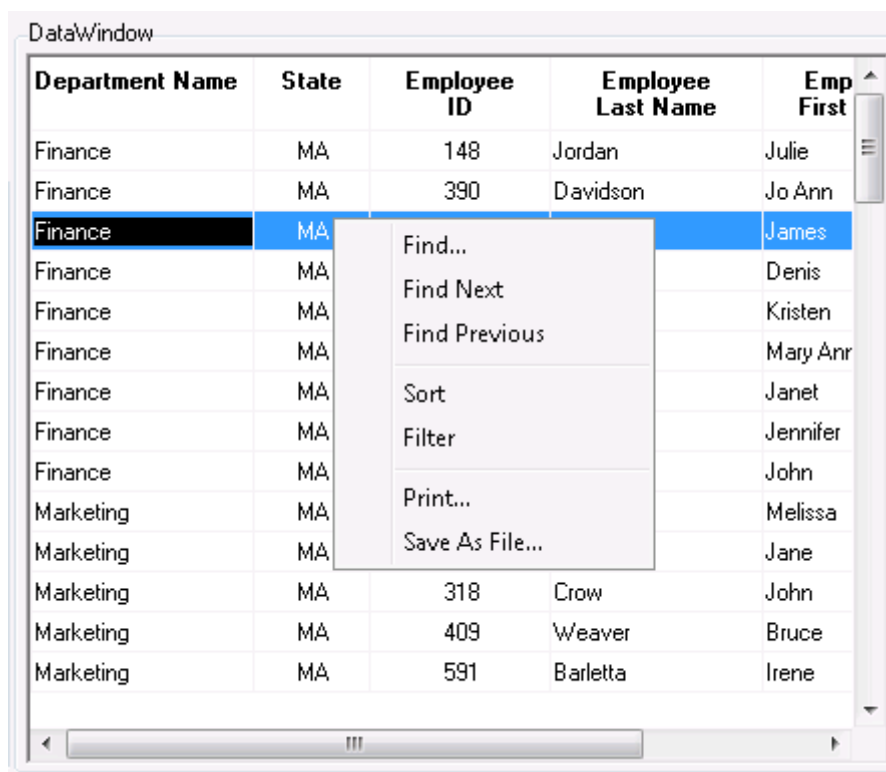 DataWindow
Department Name State Employee ID Employee Last Name Emp First
Finance MA 148 Jordan Julie
Finance MA 390 Davidson Jo Ann
Finance MA James
Finance MA Denis
Finance MA Kristen
Finance MA Mary Ann
Finance MA Janet
Finance MA Jennifer
Finance MA John
Marketing MA Melissa
Marketing MA Jane
Marketing MA 318 Crow John
Marketing MA 409 Weaver Bruce
Marketing MA 591 Barletta Irene
Find...
Find Next
Find Previous
Sort
Filter
Print...
Save As File...